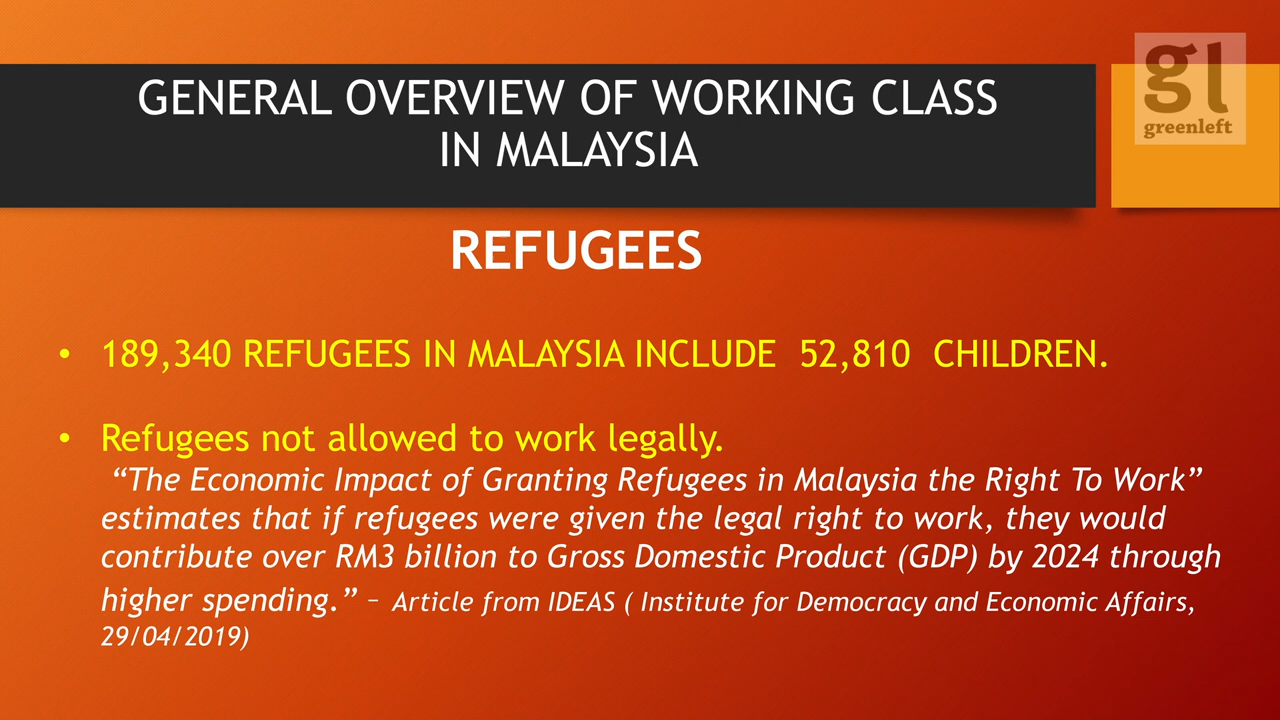 GENERAL OVERVIEW OF WORKING CLASS
IN MALAYSIA
gl
greenleft
REFUGEES
• 189,340 REFUGEES IN MALAYSIA INCLUDE 52,810 CHILDREN.
• Refugees not allowed to work legally.
“The Economic Impact of Granting Refugees in Malaysia the Right To Work”
estimates that if refugees were given the legal right to work, they would
contribute over RM3 billion to Gross Domestic Product (GDP) by 2024 through
higher spending.” – Article from IDEAS ( Institute for Democracy and Economic Affairs,
29/04/2019)